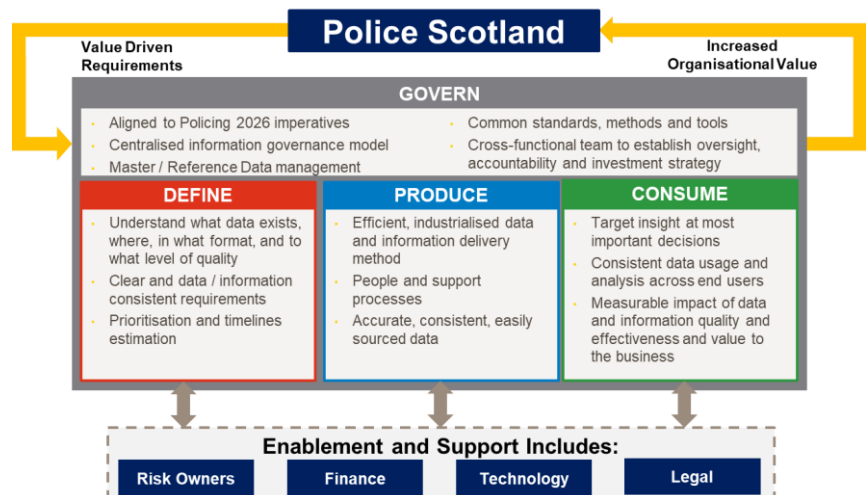 Police Scotland
Value Driven
Requirements
Increased
Organisational Value
GOVERN
Aligned to Policing 2026 imperatives
Centralised information governance model
Master / Reference Data management
Common standards, methods and tools
Cross-functional team to establish oversight,
accountability and investment strategy
DEFINE
Understand what data exists,
where, in what format, and to
what level of quality
Clear and data / information
consistent requirements
Prioritisation and timelines
estimation
PRODUCE
Efficient, industrialised data
and information delivery
method
People and support
processes
Accurate, consistent, easily
sourced data
CONSUME
Target insight at most
important decisions
Consistent data usage and
analysis across end users
Measurable impact of data
and information quality and
effectiveness and value to
the business
Enablement and Support Includes:
Risk Owners
Finance
Technology
Legal